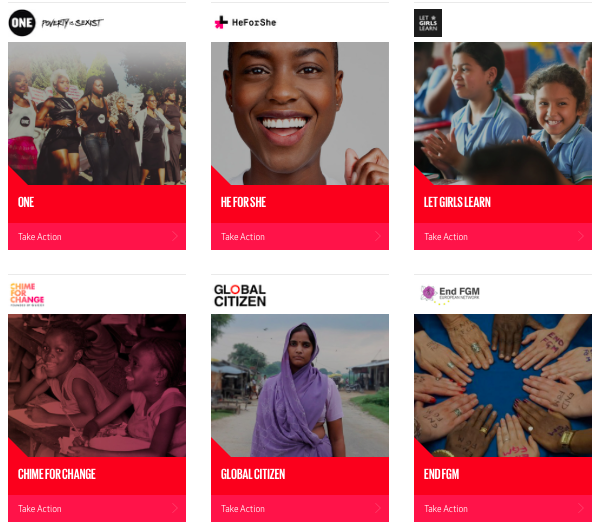 ONE POVERTY is SEXIST
HeForShe
LET
GIRLS
LEARN
ONE
HE FOR SHE
LET GIRLS LEARN
Take Action
Take Action
Take Action
CHIME
FOR
CHANGE
GLOBAL
CITIZEN
End FGM
EUROPEAN NETWORK
CHIME FOR CHANGE
GLOBAL CITIZEN
END FGM
Take Action
Take Action
Take Action